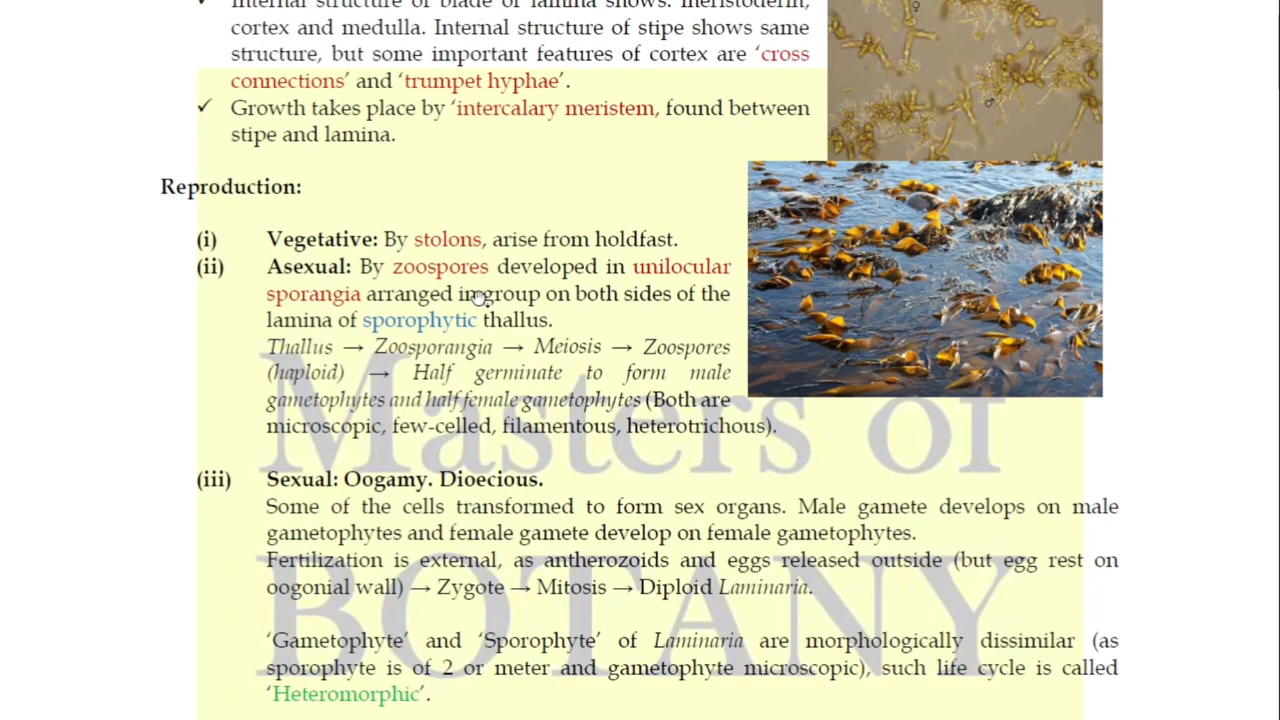 Internal structure of blade or lamina shows: meristoderm,
cortex and medulla. Internal structure of stipe shows same
structure, but some important features of cortex are ‘cross
connections’ and ‘trumpet hyphae’.
✓ Growth takes place by ‘intercalary meristem, found between
stipe and lamina.
Reproduction:
(i) Vegetative: By stolons, arise from holdfast.
(ii) Asexual: By zoospores developed in unilocular
sporangia arranged in group on both sides of the
lamina of sporophytic thallus.
Thallus → Zoosporangia → Meiosis → Zoospores
(haploid) → Half germinate to form male
gametophytes and half female gametophytes (Both are
microscopic, few-celled, filamentous, heterotrichous).
(iii) Sexual: Oogamy. Dioecious.
Some of the cells transformed to form sex organs. Male gamete develops on male
gametophytes and female gamete develop on female gametophytes.
Fertilization is external, as antherozoids and eggs released outside (but egg rest on
oogonial wall) → Zygote → Mitosis → Diploid Laminaria.
‘Gametophyte’ and ‘Sporophyte’ of Laminaria are morphologically dissimilar (as
sporophyte is of 2 or meter and gametophyte microscopic), such life cycle is called
‘Heteromorphic’.
Masters of
BOTANY
♀
♂